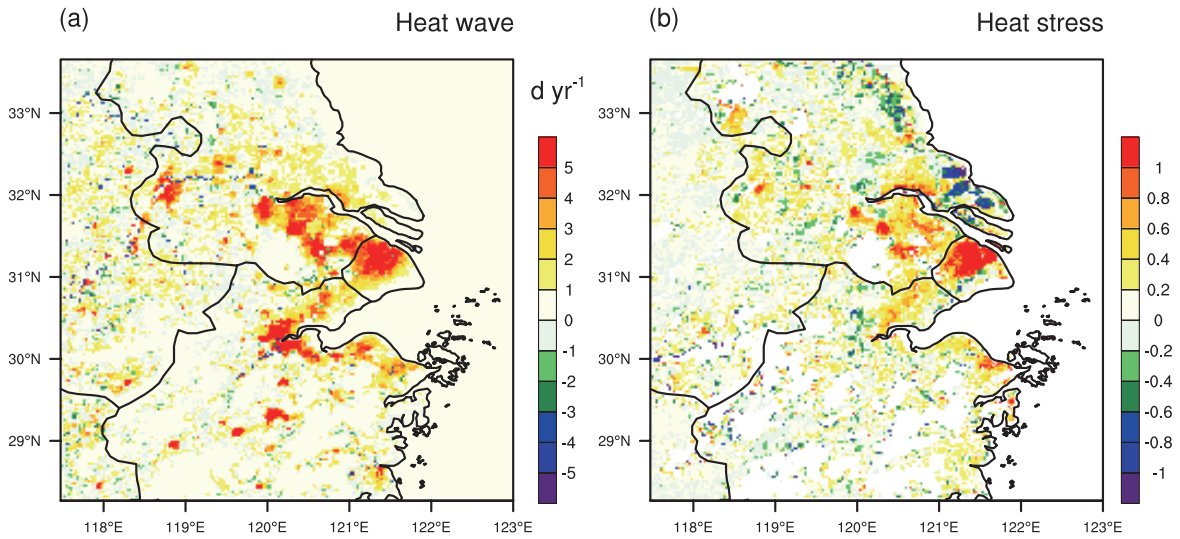 (a) Heat wave
(b) Heat stress
d yr-1
33°N
32°N
31°N
30°N
29°N
118°E 119°E 120°E 121°E 122°E 123°E
5
4
3
2
1
0
-1
-2
-3
-4
-5
33°N
32°N
31°N
30°N
29°N
118°E 119°E 120°E 121°E 122°E 123°E
1
0.8
0.6
0.4
0.2
0
-0.2
-0.4
-0.6
-0.8
-1